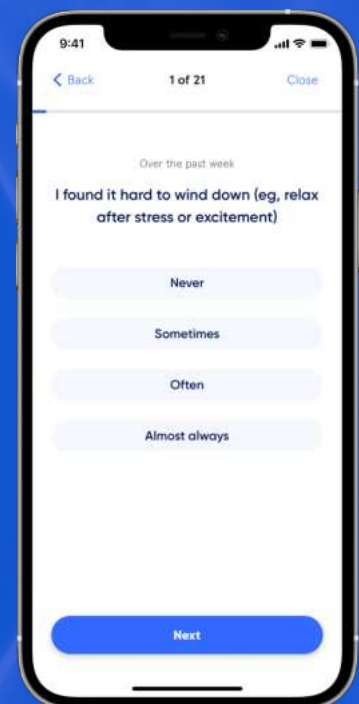 9:41
Back
1 of 21
Close
Over the past week
I found it hard to wind down (eg, relax
after stress or excitement)
Never
Sometimes
Often
Almost always
Next